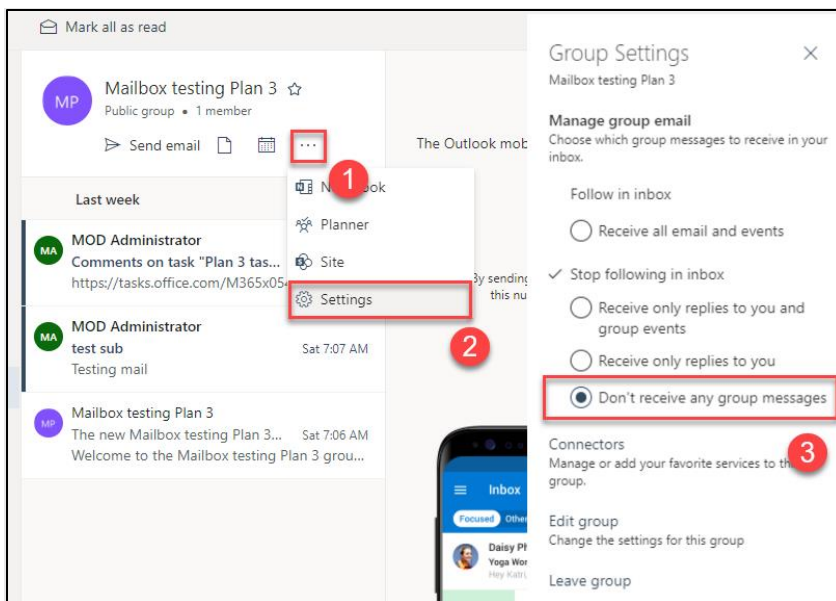 Mark all as read
MP
Mailbox testing Plan 3
Public group • 1 member
Send email
...
1
Planner
Site
Settings
2
Last week
MA
MOD Administrator
Comments on task "Plan 3 tas...
https://tasks.office.com/M365x05
MA
MOD Administrator
test sub
Sat 7:07 AM
Testing mail
MP
Mailbox testing Plan 3
The new Mailbox testing Plan 3...
Sat 7:06 AM
Welcome to the Mailbox testing Plan 3 grou...
The Outlook mob
By sending
this nu
Inbox
Focused
Other
Daisy Ph
Yoga Wor
Hey Katri,
Group Settings
Mailbox testing Plan 3
Manage group email
Choose which group messages to receive in your
inbox.
Follow in inbox
Receive all email and events
Stop following in inbox
Receive only replies to you and
group events
Receive only replies to you
Don't receive any group messages
3
Connectors
Manage or add your favorite services to th
group.
Edit group
Change the settings for this group
Leave group